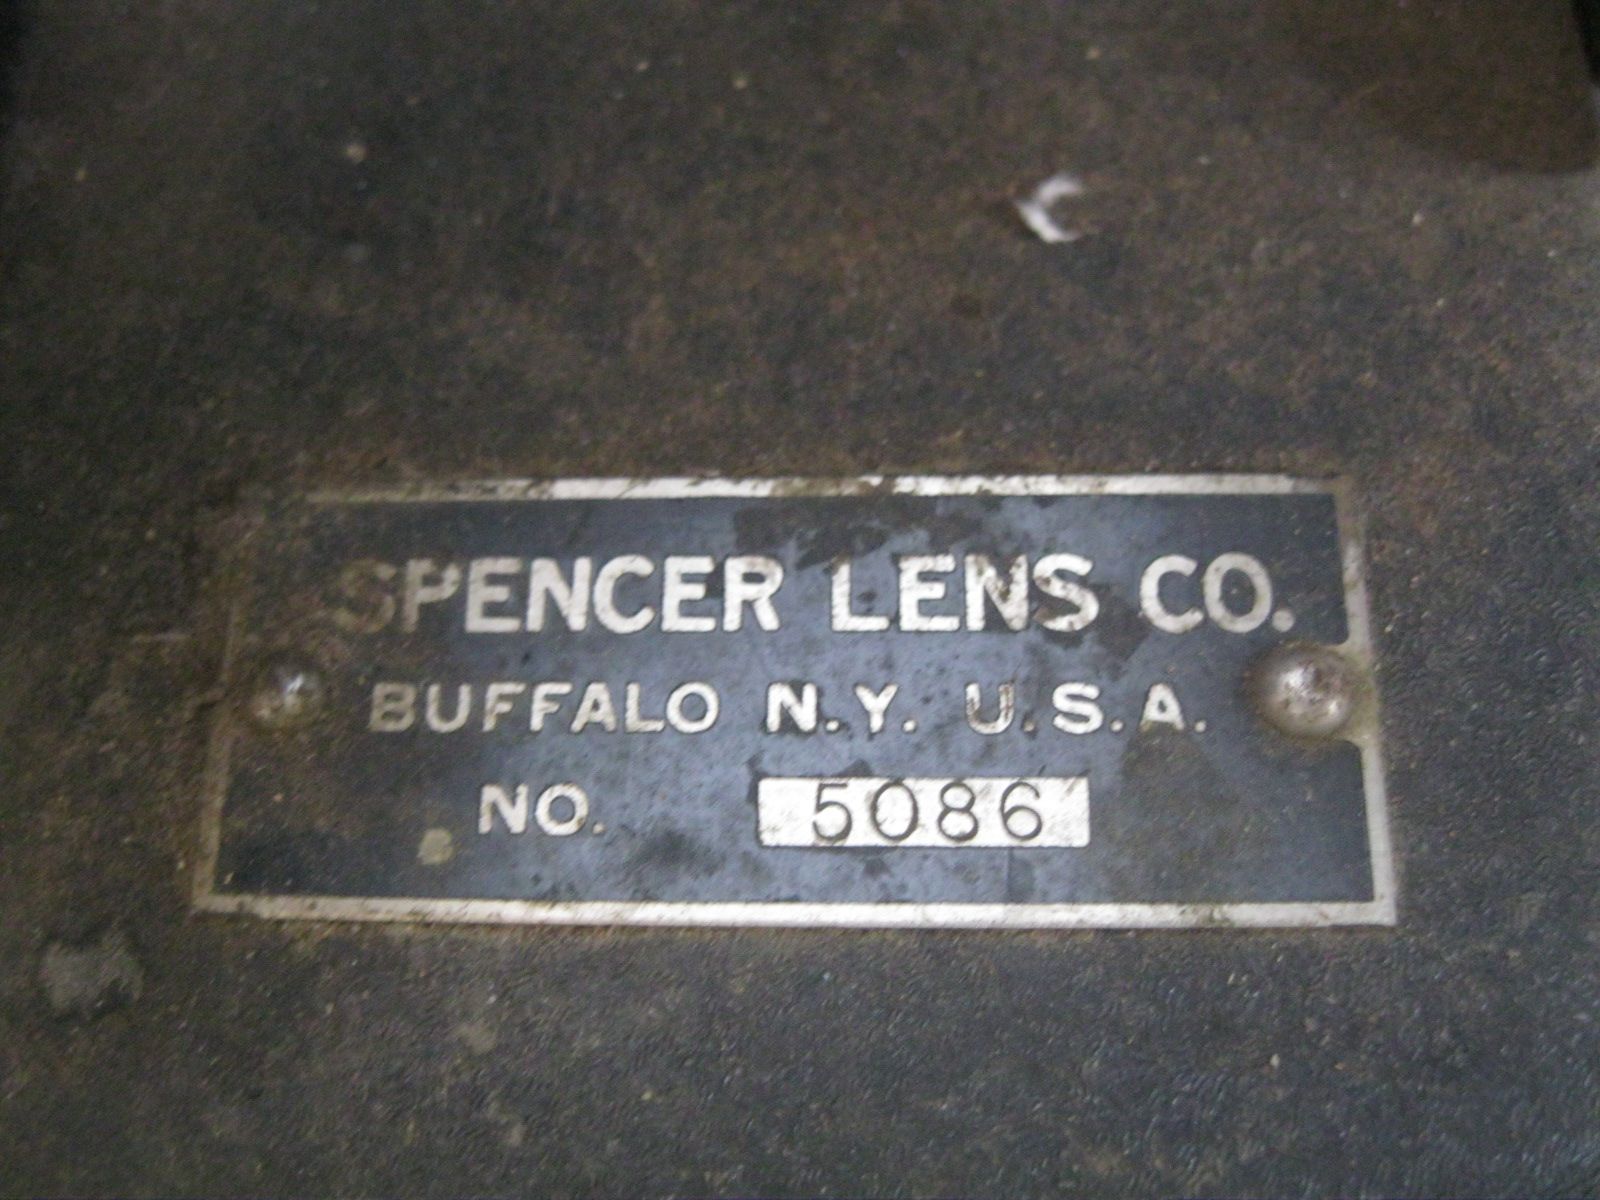 SPENCER LENS CO.
BUFFALO N.Y. U.S.A.
NO. 5086